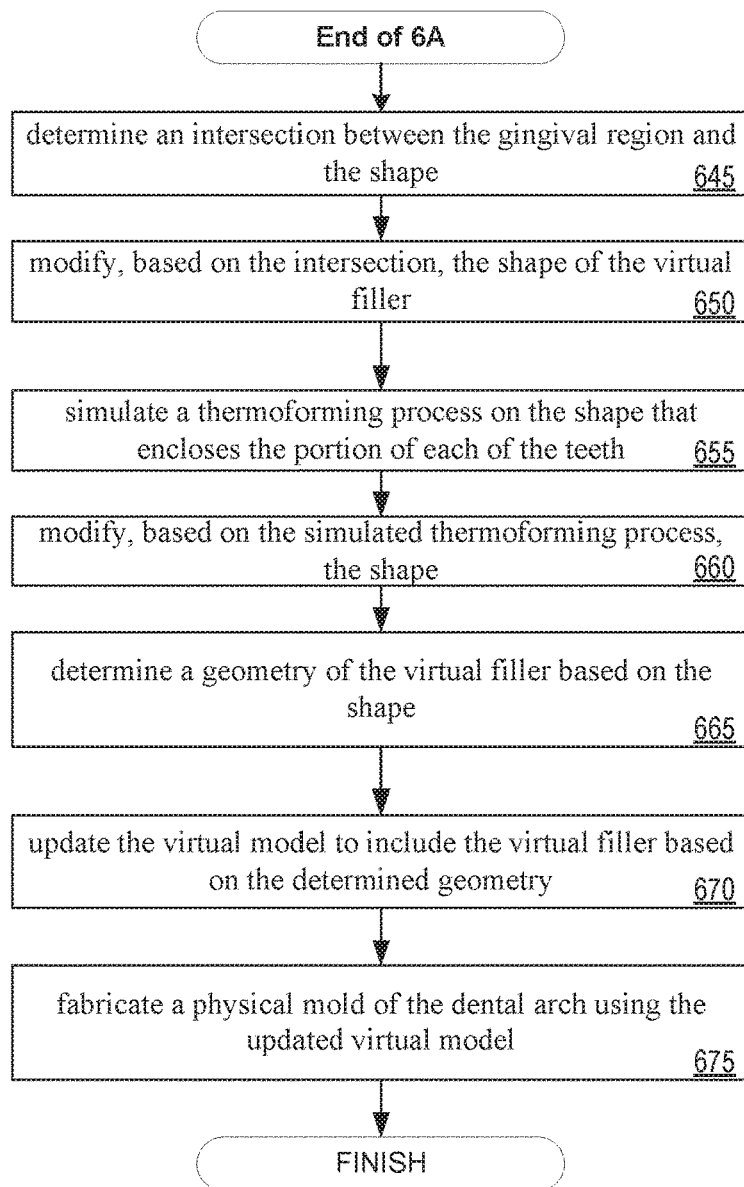 End of 6A
determine an intersection between the gingival region and
the shape
645
modify, based on the intersection, the shape of the virtual
filler
650
simulate a thermoforming process on the shape that
encloses the portion of each of the teeth
655
modify, based on the simulated thermoforming process,
the shape
660
determine a geometry of the virtual filler based on the
shape
665
update the virtual model to include the virtual filler based
on the determined geometry
670
fabricate a physical mold of the dental arch using the
updated virtual model
675
FINISH